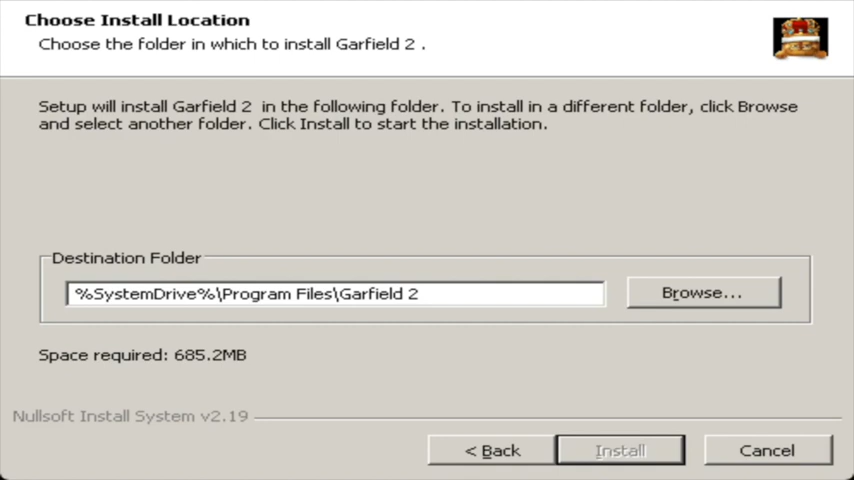 Choose Install Location
Choose the folder in which to install Garfield 2 .
Setup will install Garfield 2  in the following folder. To install in a different folder, click Browse
and select another folder. Click Install to start the installation.
Destination Folder
%SystemDrive%\Program Files\Garfield 2
Browse...
Space required: 685.2MB
Nullsoft Install System v2.19
< Back
Install
Cancel